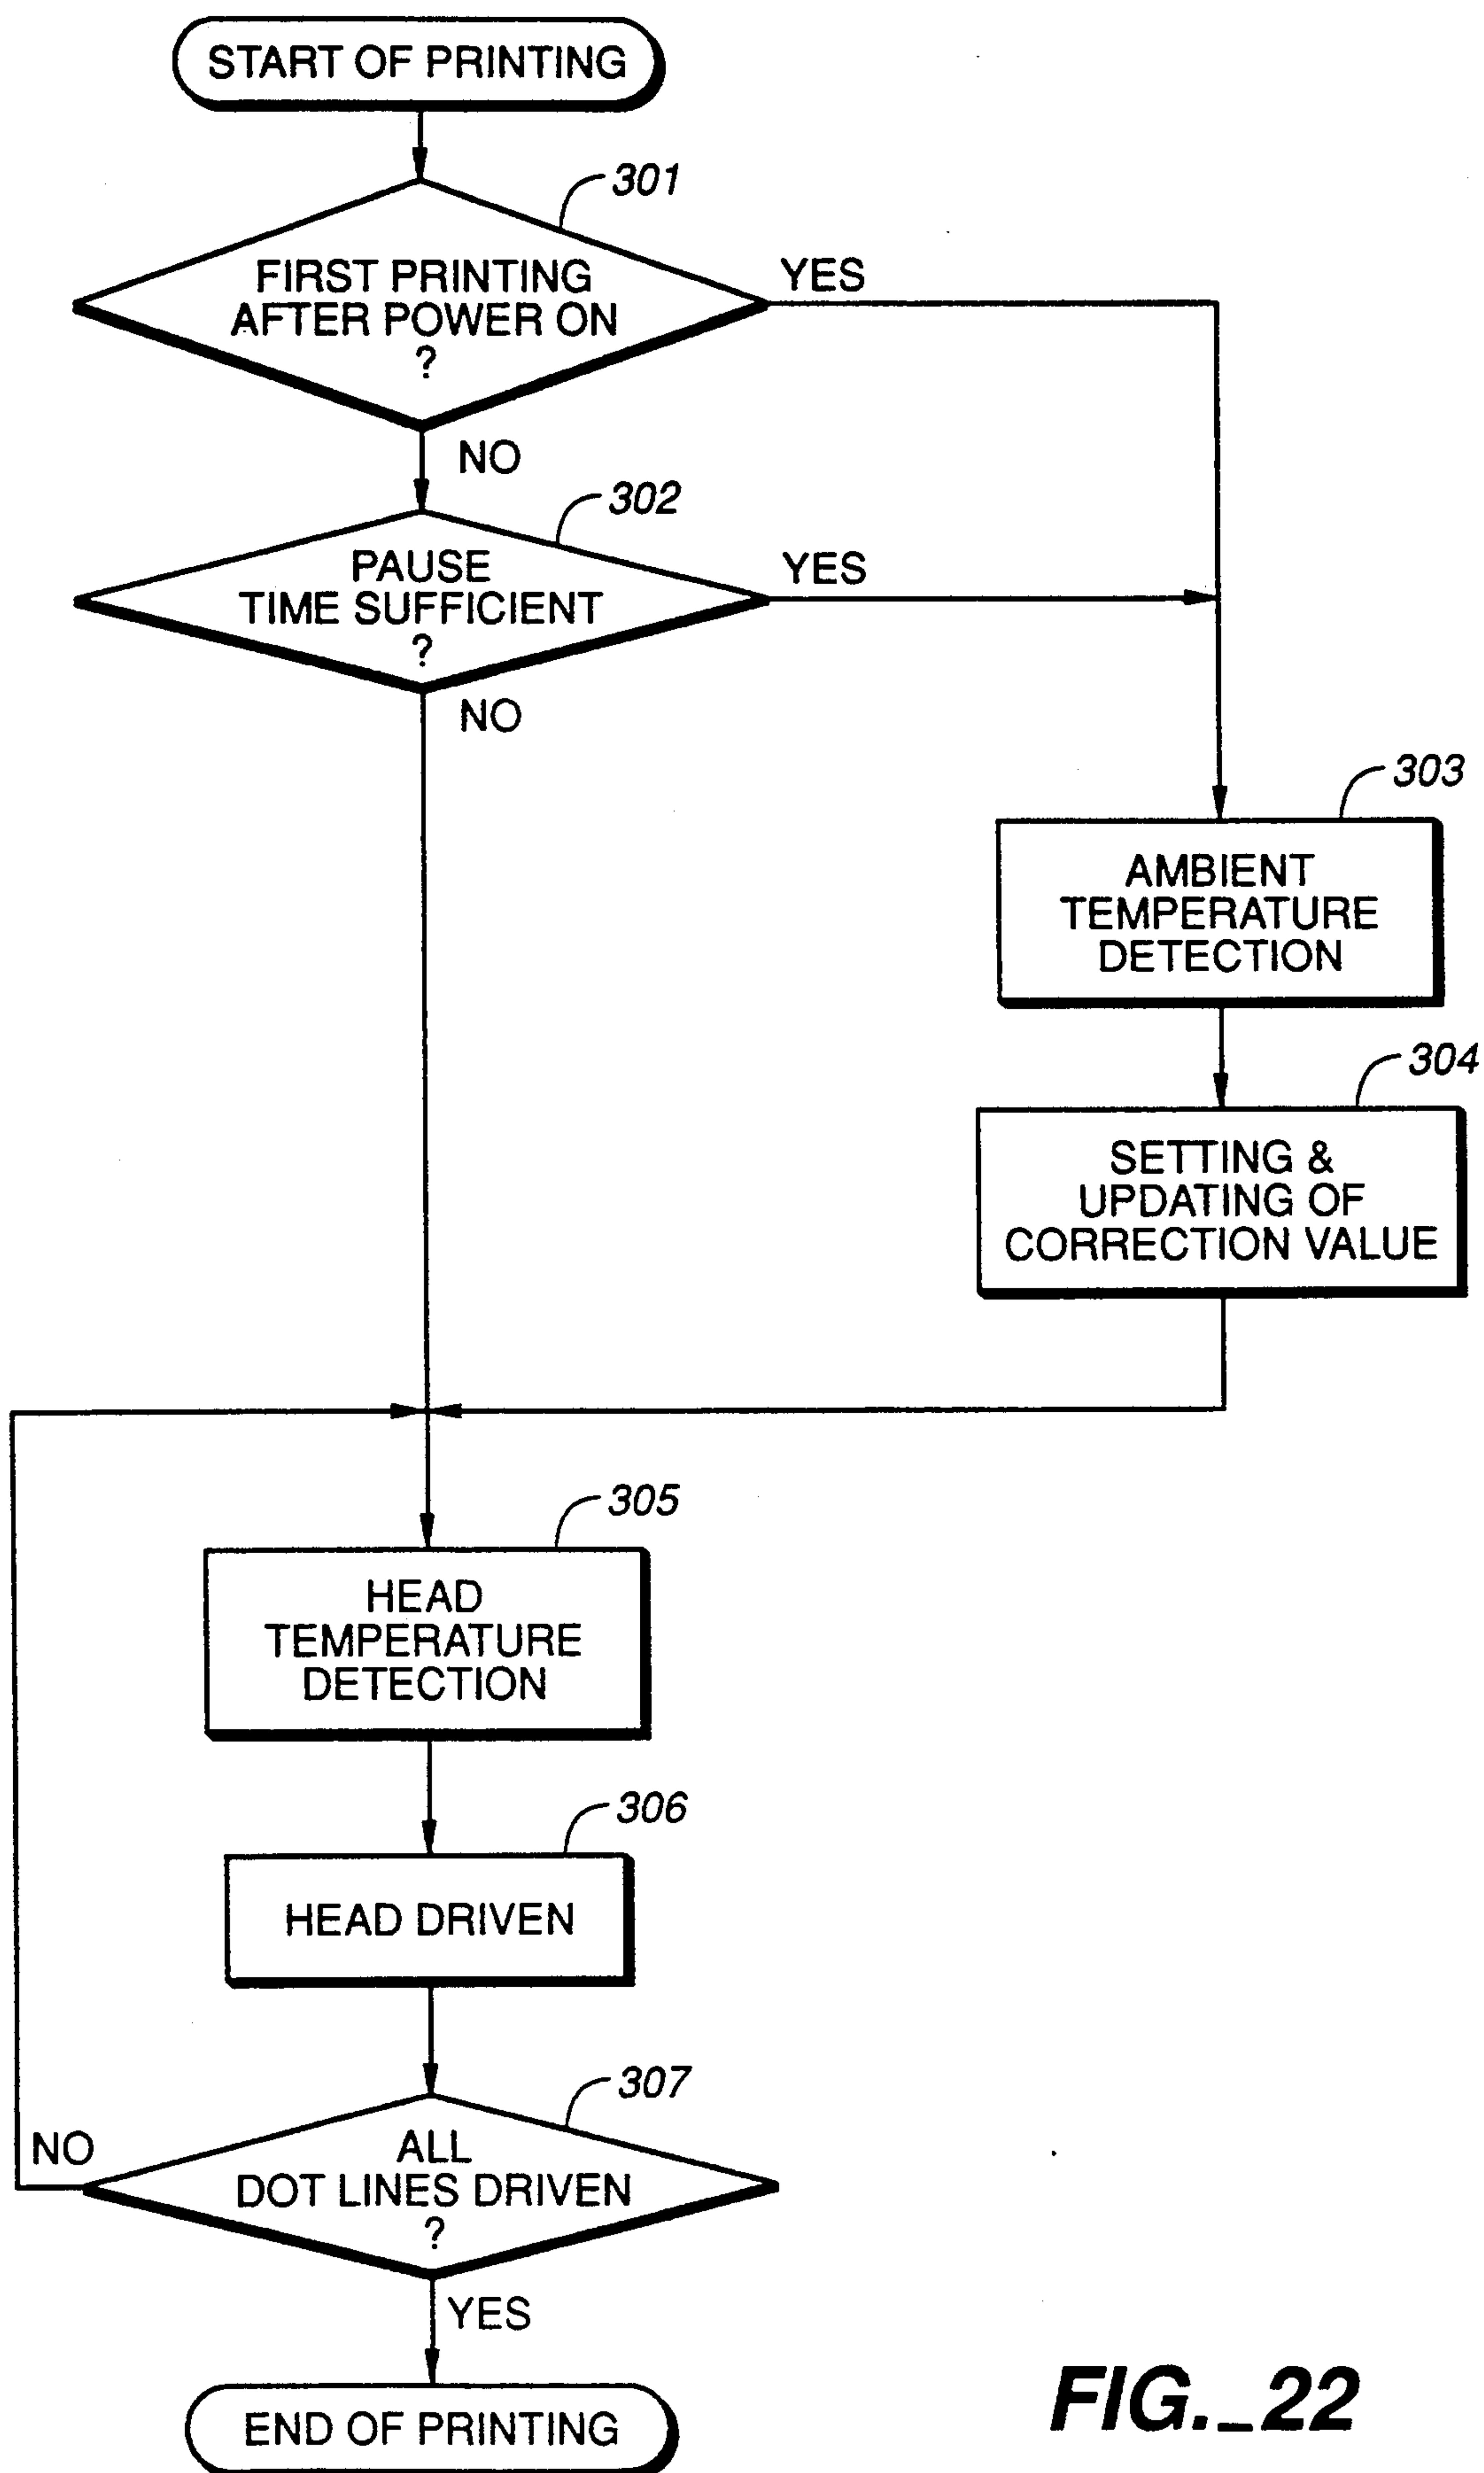 START OF PRINTING
301
FIRST PRINTING
AFTER POWER ON
?
YES
NO
302
PAUSE
TIME SUFFICIENT
?
YES
NO
303
AMBIENT
TEMPERATURE
DETECTION
304
SETTING &
UPDATING OF
CORRECTION VALUE
305
HEAD
TEMPERATURE
DETECTION
306
HEAD DRIVEN
307
NO
ALL
DOT LINES DRIVEN
?
YES
END OF PRINTING
FIG._22